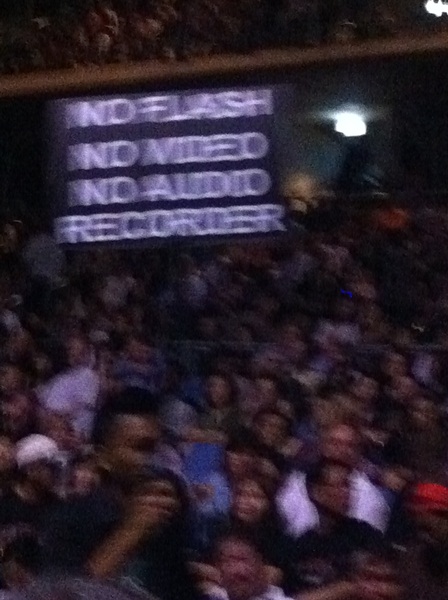 NO FLASH
NO VIDEO
NO AUDIO
RECORDER